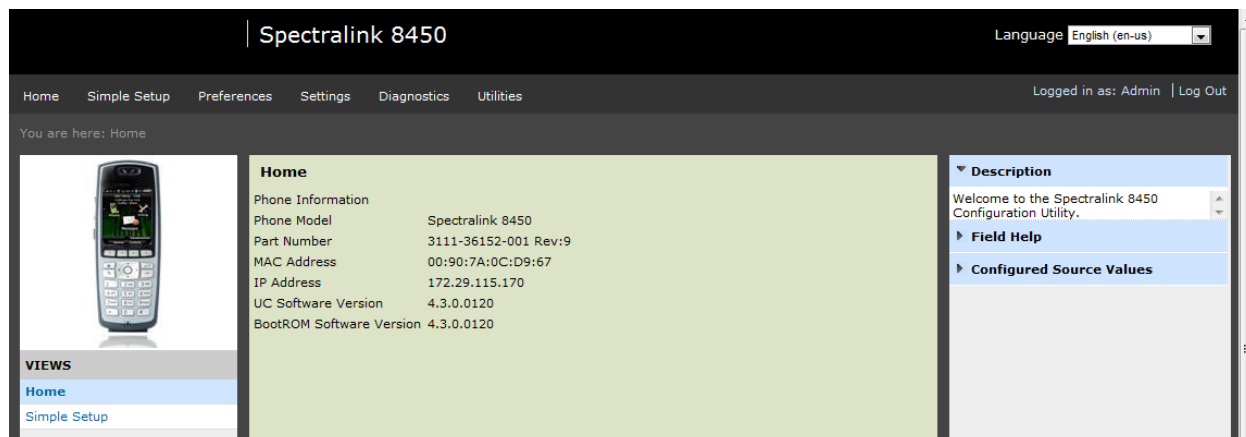 Spectralink 8450
Language English (en-us)
Home Simple Setup Preferences Settings Diagnostics Utilities
Logged in as: Admin | Log Out
You are here: Home
VIEWS
Home
Simple Setup
Home
Phone Information
Phone Model Spectralink 8450
Part Number 3111-36152-001 Rev:9
MAC Address 00:90:7A:0C:D9:67
IP Address 172.29.115.170
UC Software Version 4.3.0.0120
BootROM Software Version 4.3.0.0120
Description
Welcome to the Spectralink 8450
Configuration Utility.
Field Help
Configured Source Values